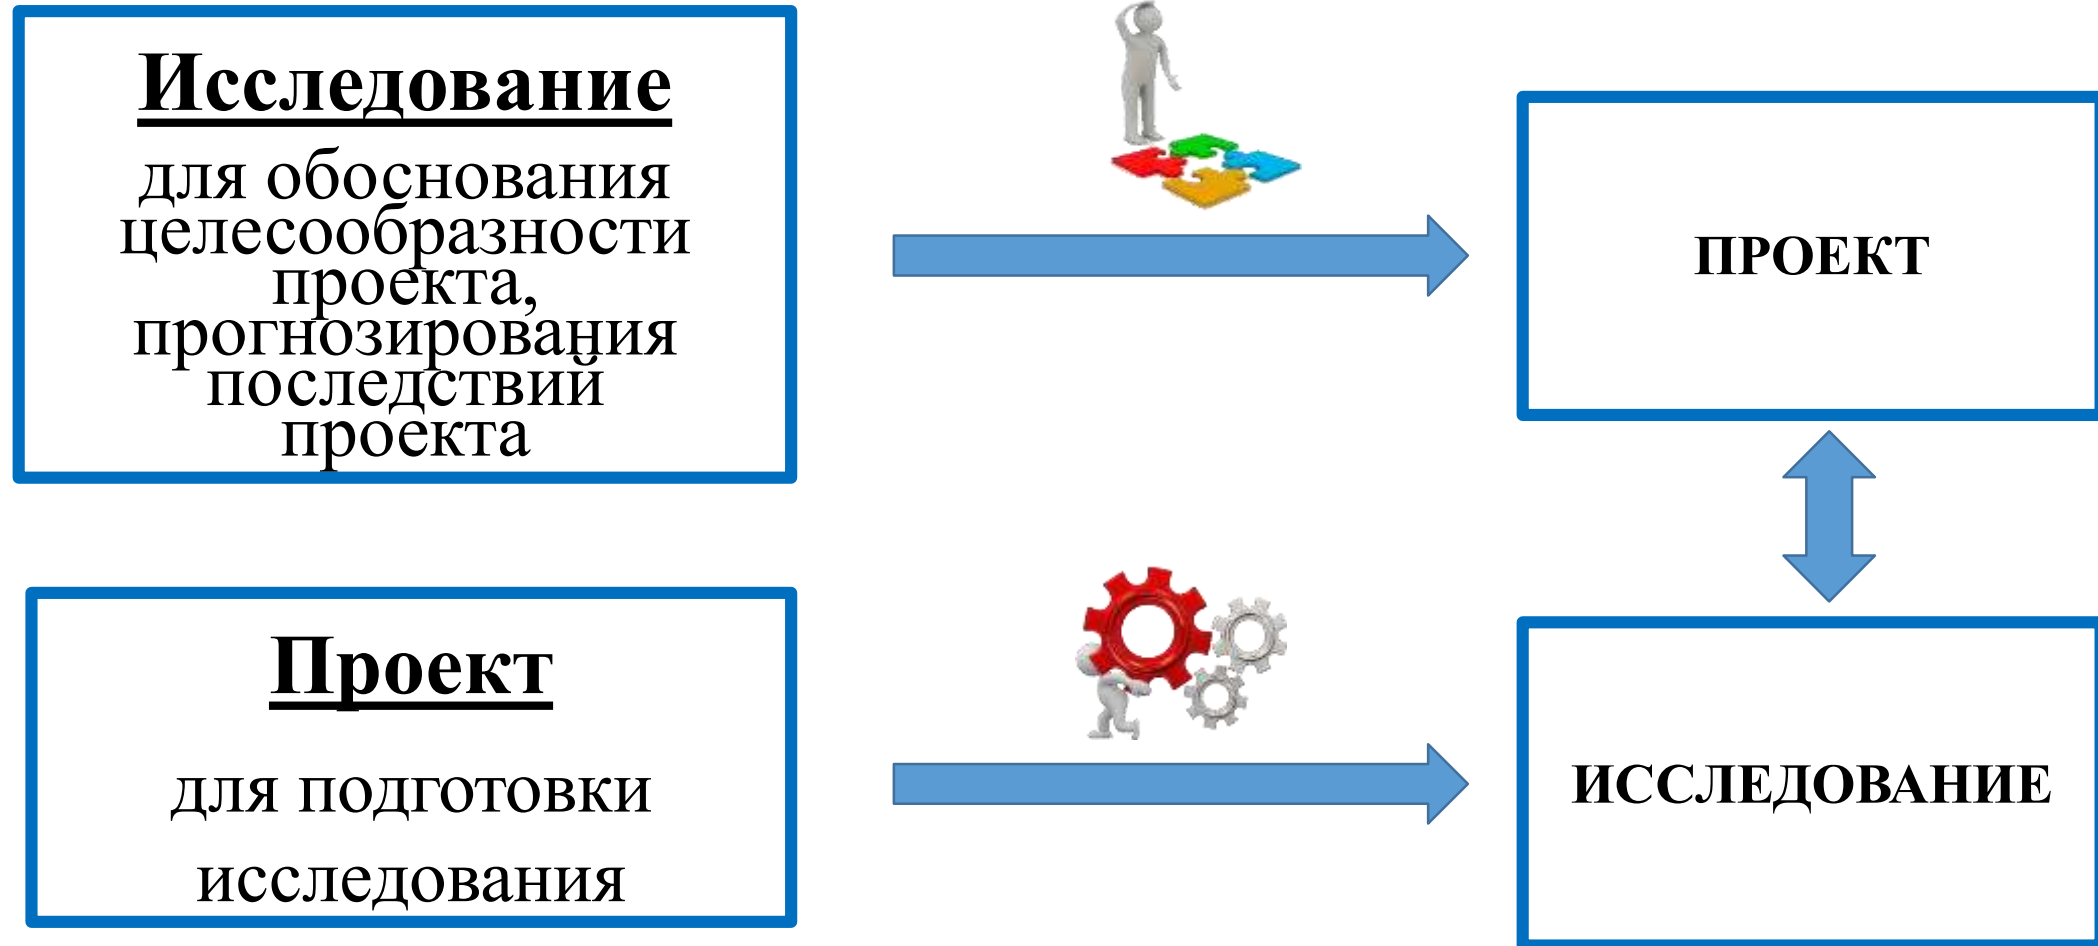 Исследование
для обоснования
целесообразности
проекта,
прогнозирования
последствий
проекта
ПРОЕКТ
Проект
для подготовки
исследования
ИССЛЕДОВАНИЕ